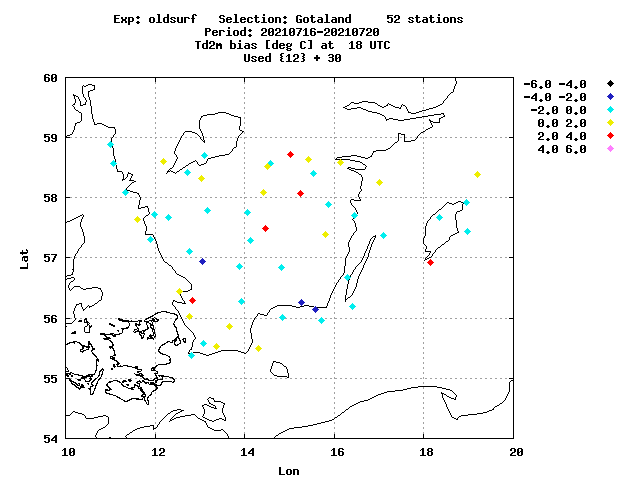 Exp: oldsurf   Selection: Gotaland     52 stations
Period: 20210716-20210720
Td2m bias [deg C] at  18 UTC
Used {12} + 30
-6.0 -4.0
-4.0 -2.0
-2.0 0.0
0.0 2.0
2.0 4.0
4.0 6.0
60
59
58
57
56
55
54
Lat
10 12 14 16 18 20
Lon